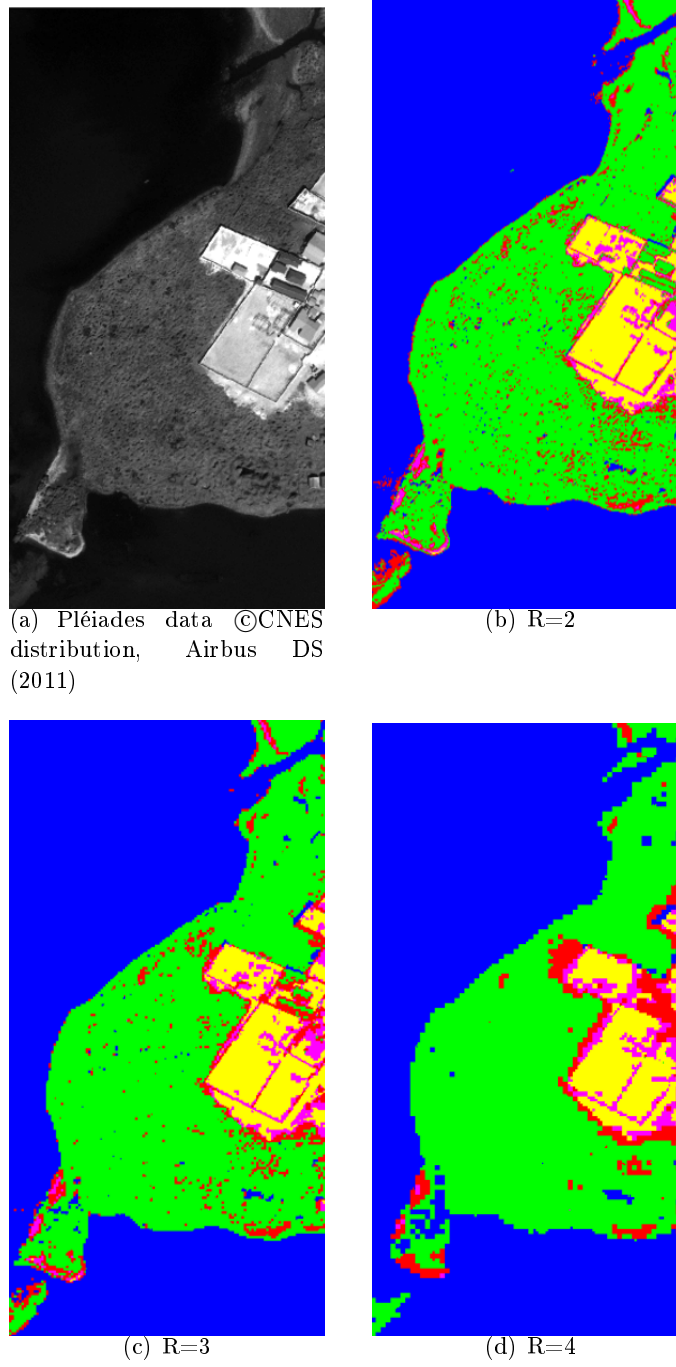 (a) Pléiades data ©CNES
distribution, Airbus DS
(2011)
(b) R=2
(c) R=3
(d) R=4